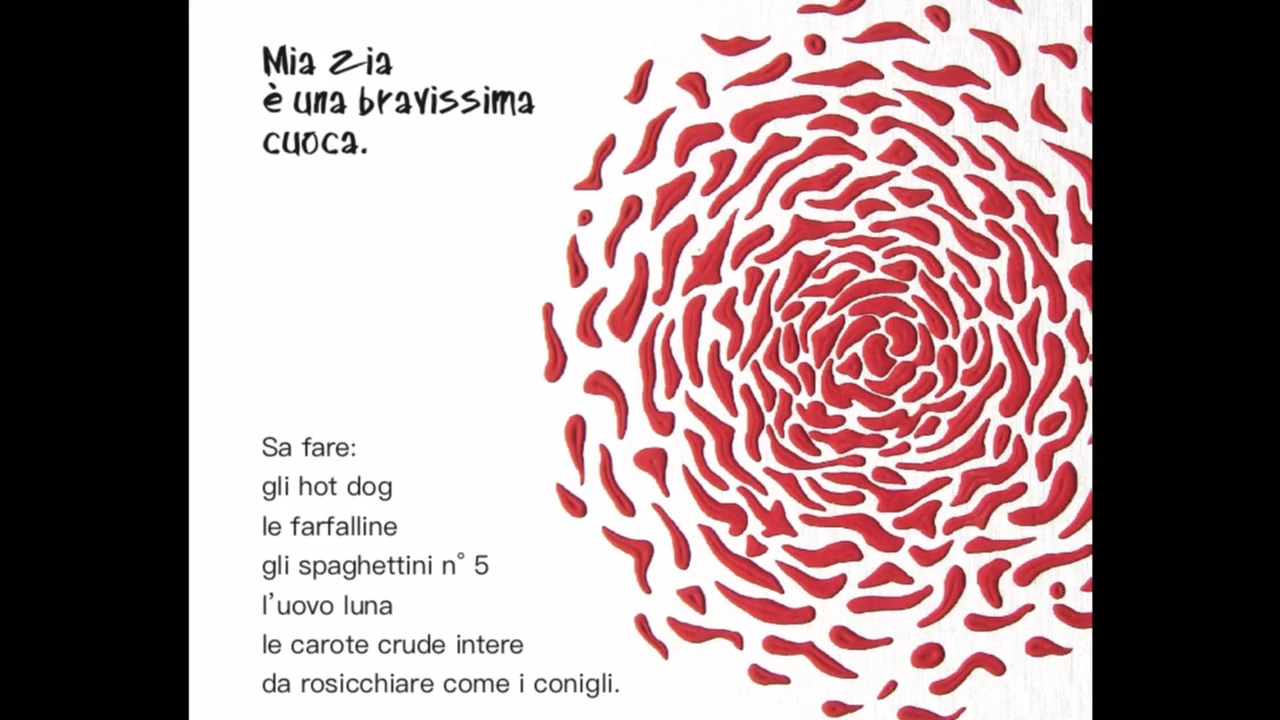 Mia Zia
è una bravissima
cuoca.
Sa fare:
gli hot dog
le farfalline
gli spaghettini n° 5
l'uovo luna
le carote crude intere
da rosicchiare come i conigli.